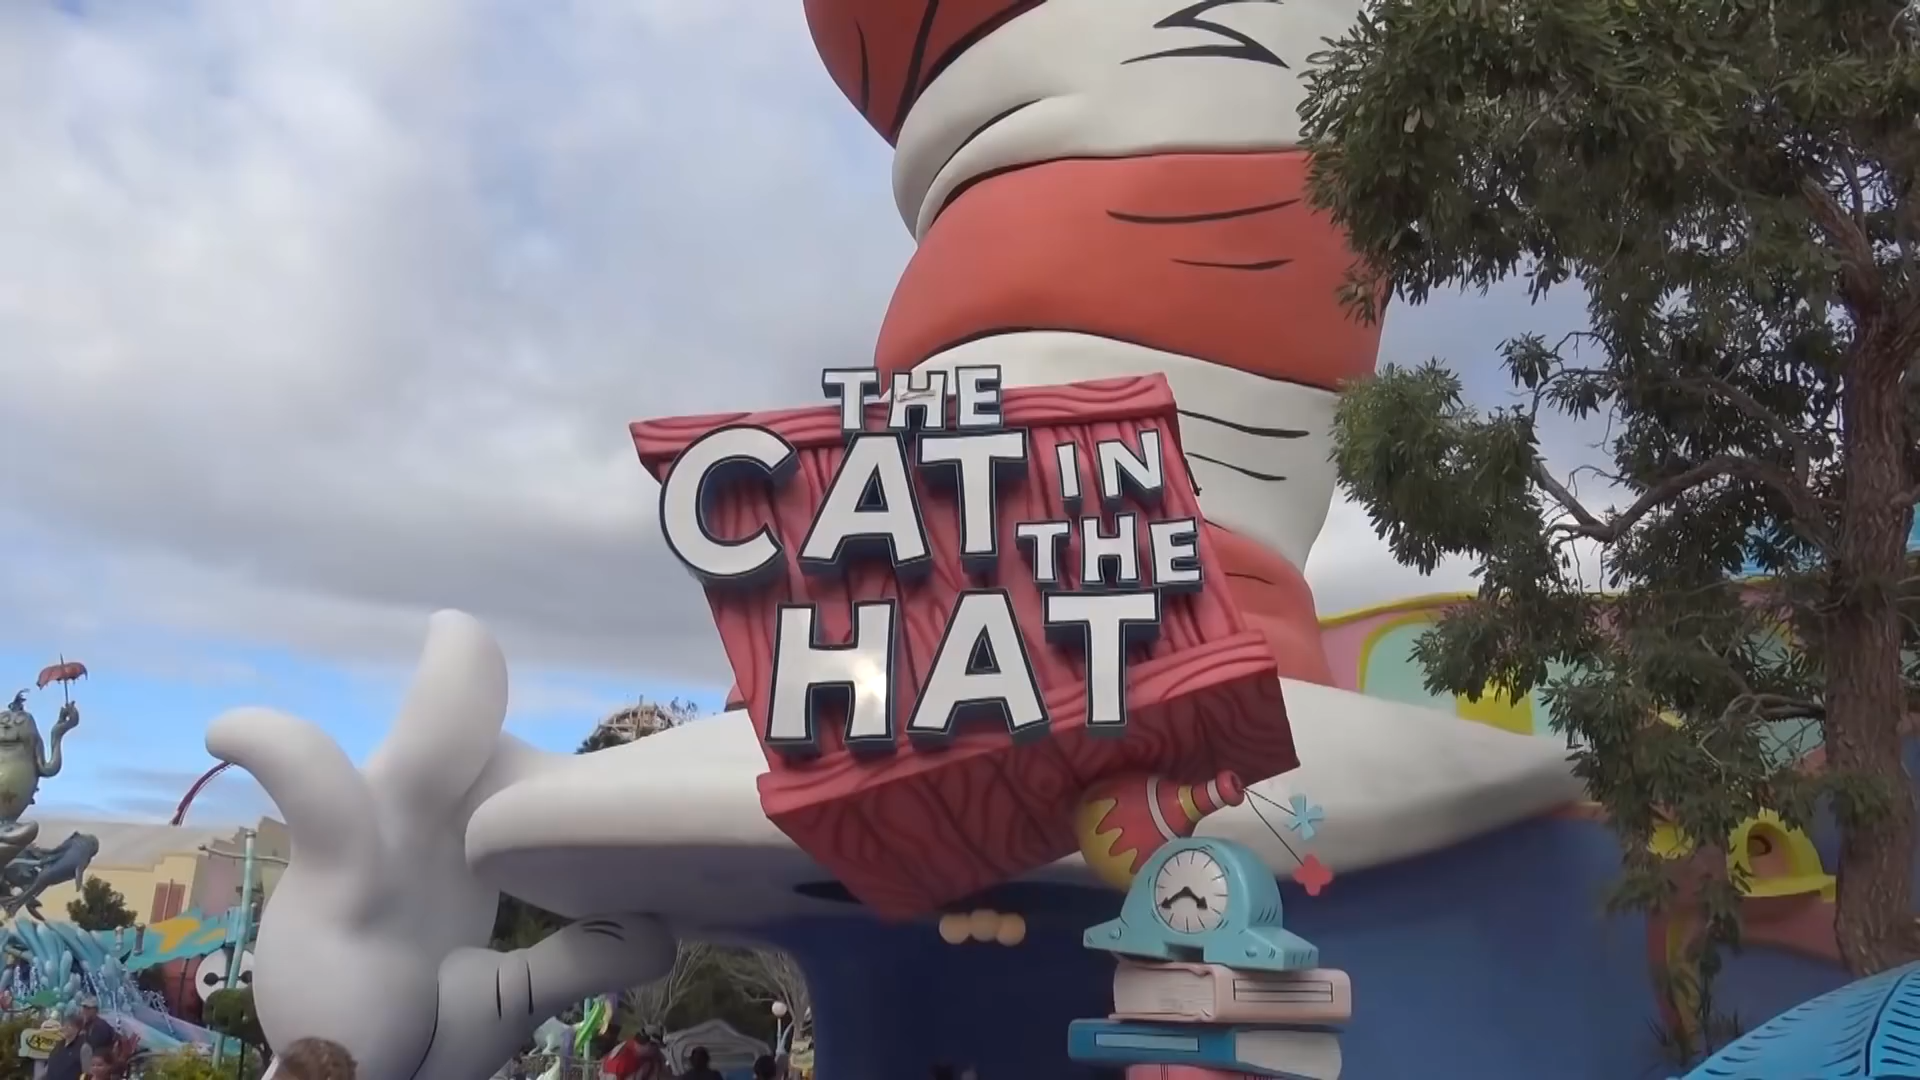 THE
CAT IN
THE
HAT